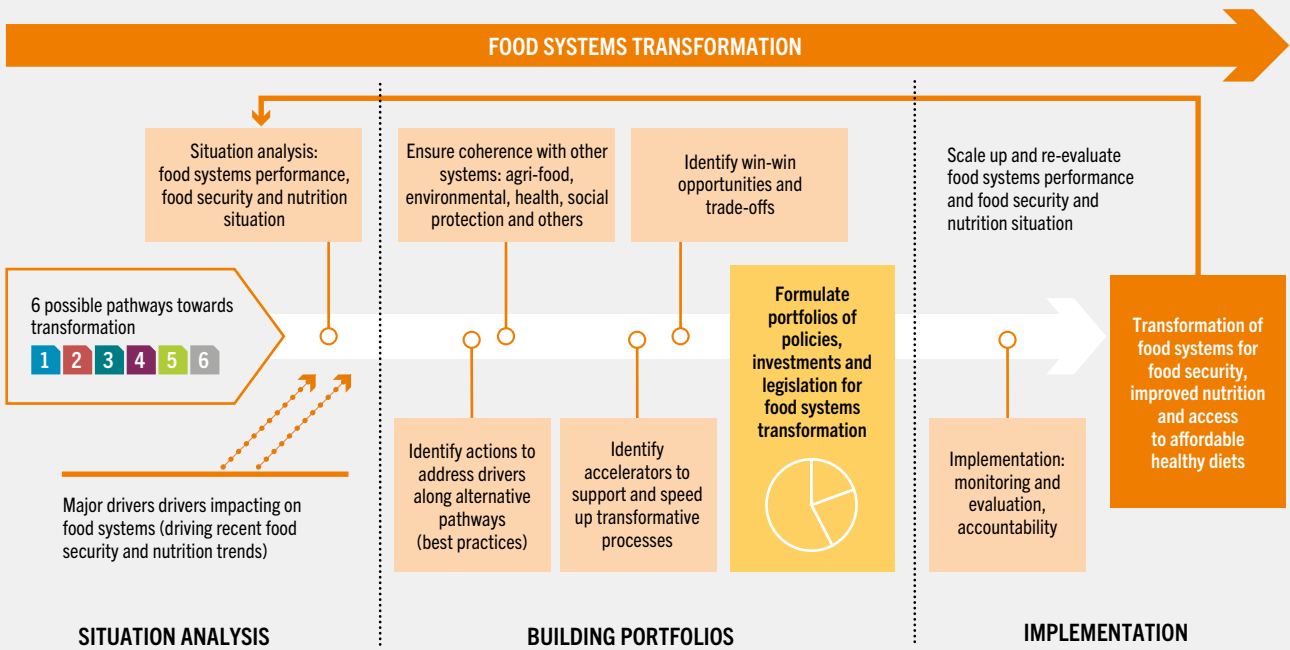 FOOD SYSTEMS TRANSFORMATION
Situation analysis:
food systems performance,
food security and nutrition
situation
Ensure coherence with other
systems: agri-food,
environmental, health, social
protection and others
Identify win-win
opportunities and
trade-offs
Scale up and re-evaluate
food systems performance
and food security and
nutrition situation
6 possible pathways towards
transformation
1 2 3 4 5 6
Formulate
portfolios of
policies,
investments and
legislation for
food systems
transformation
Transformation of
food systems for
food security,
improved nutrition
and access
to affordable
healthy diets
Major drivers drivers impacting on
food systems (driving recent food
security and nutrition trends)
Identify actions to
address drivers
along alternative
pathways
(best practices)
Identify
accelerators to
support and speed
up transformative
processes
Implementation:
monitoring and
evaluation,
accountability
SITUATION ANALYSIS
BUILDING PORTFOLIOS
IMPLEMENTATION